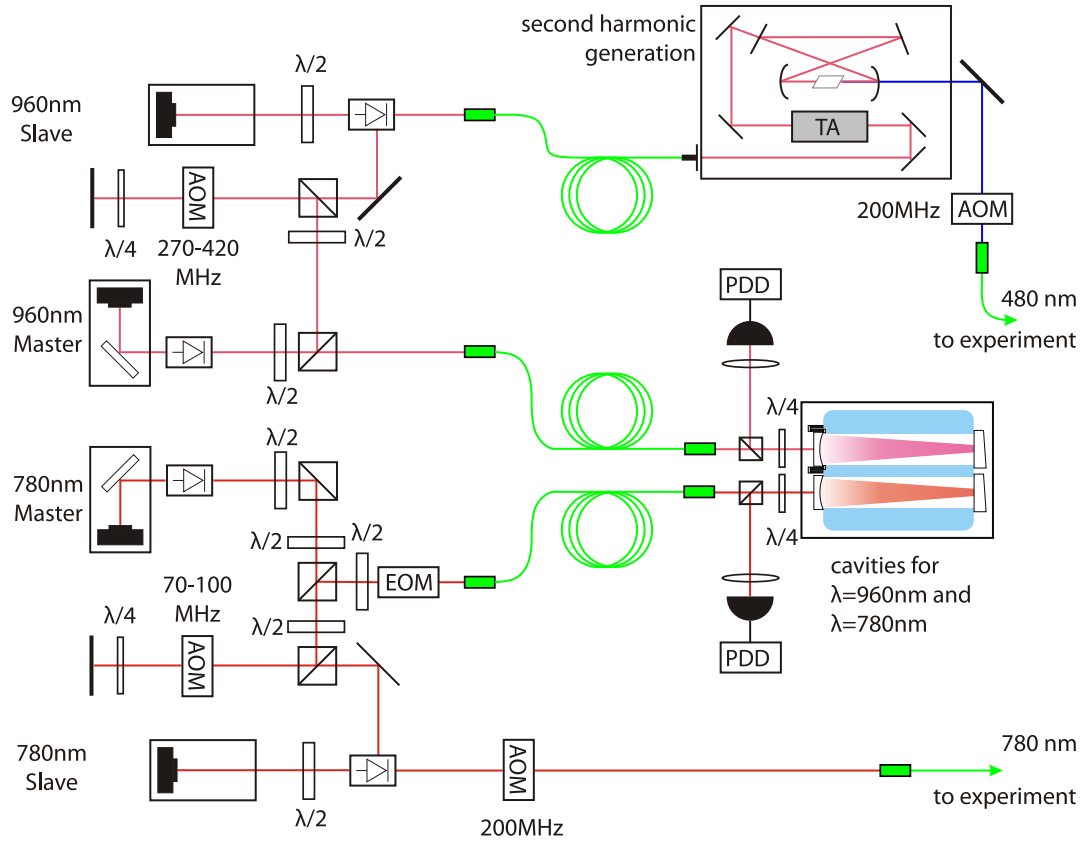 second harmonic
generation
λ/2
960nm
Slave
TA
AOM
λ/4
270-420
MHz
λ/2
200MHz
AOM
PDD
480 nm
to experiment
960nm
Master
λ/2
λ/4
λ/2
780nm
Master
λ/2
λ/2
EOM
λ/4
cavities for
λ=960nm and
λ=780nm
70-100
MHz
λ/4
AOM
λ/2
PDD
780nm
Slave
λ/2
AOM
200MHz
780 nm
to experiment